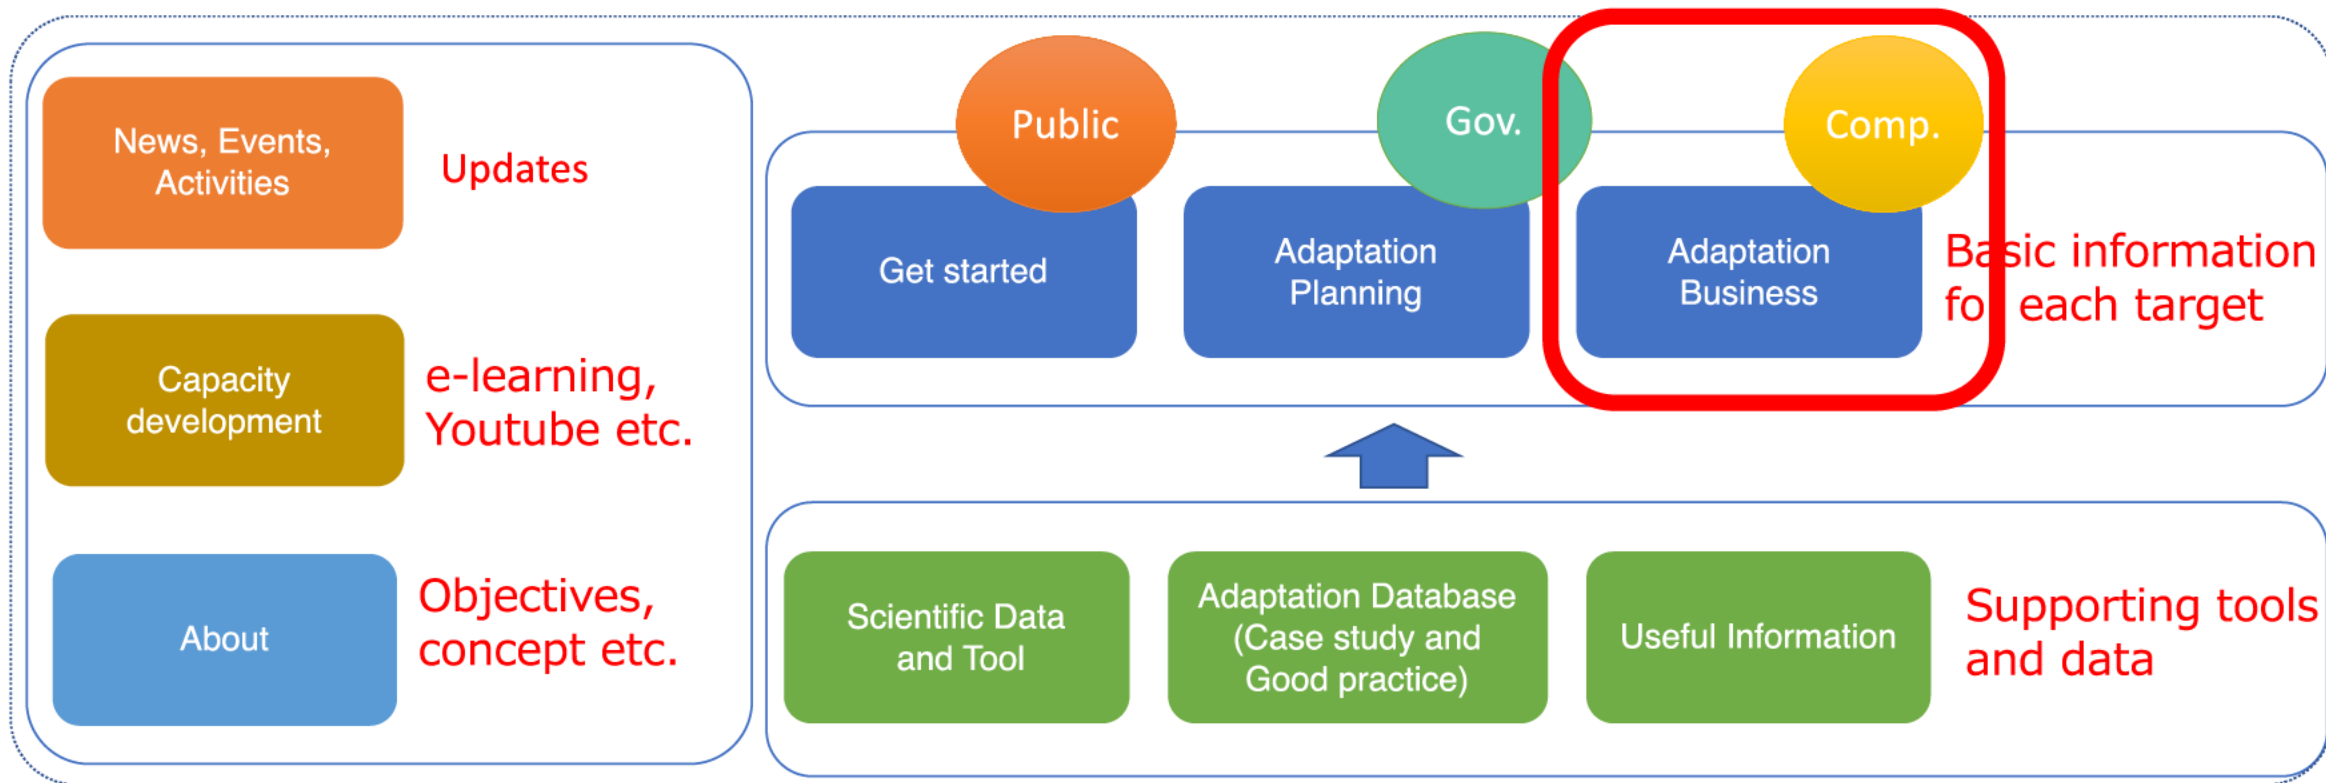 News, Events,
Activities
Updates
Capacity
development
e-learning,
Youtube etc.
About
Objectives,
concept etc.
Public
Gov.
Comp.
Get started
Adaptation
Planning
Adaptation
Business
Basic information
for each target
Scientific Data
and Tool
Adaptation Database
(Case study and
Good practice)
Useful Information
Supporting tools
and data